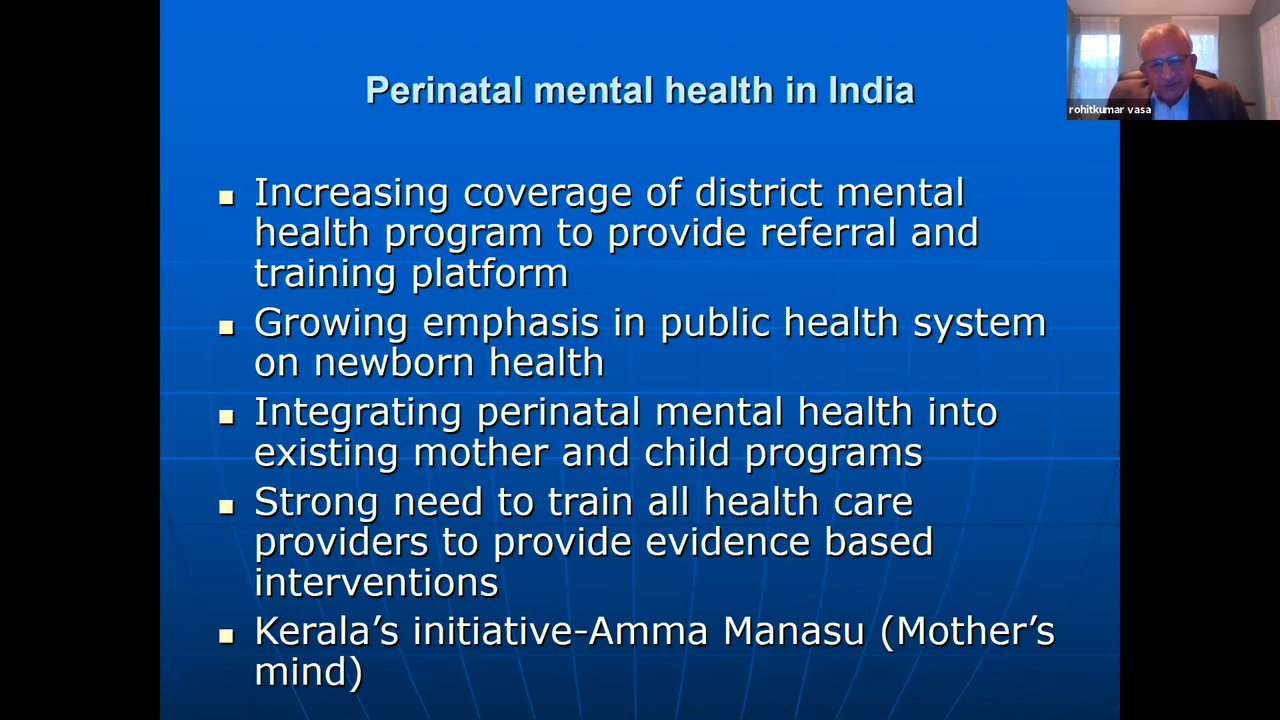 Perinatal mental health in India
rohitkumar vasa
Increasing coverage of district mental
health program to provide referral and
training platform
Growing emphasis in public health system
on newborn health
Integrating perinatal mental health into
existing mother and child programs
Strong need to train all health care
providers to provide evidence based
interventions
Kerala’s initiative-Amma Manasu (Mother’s
mind)